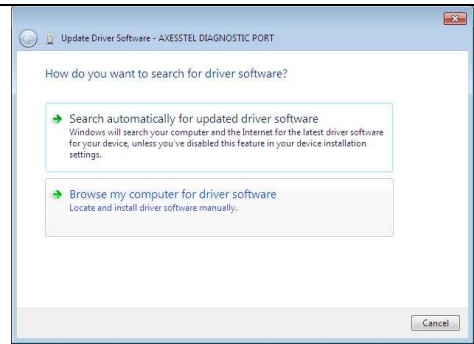 Update Driver Software - AXESSTEL DIAGNOSTIC PORT
How do you want to search for driver software?
Search automatically for updated driver software
Windows will search your computer and the Internet for the latest driver software
for your device, unless you've disabled this feature in your device installation
settings.
Browse my computer for driver software
Locate and install driver software manually.
Cancel